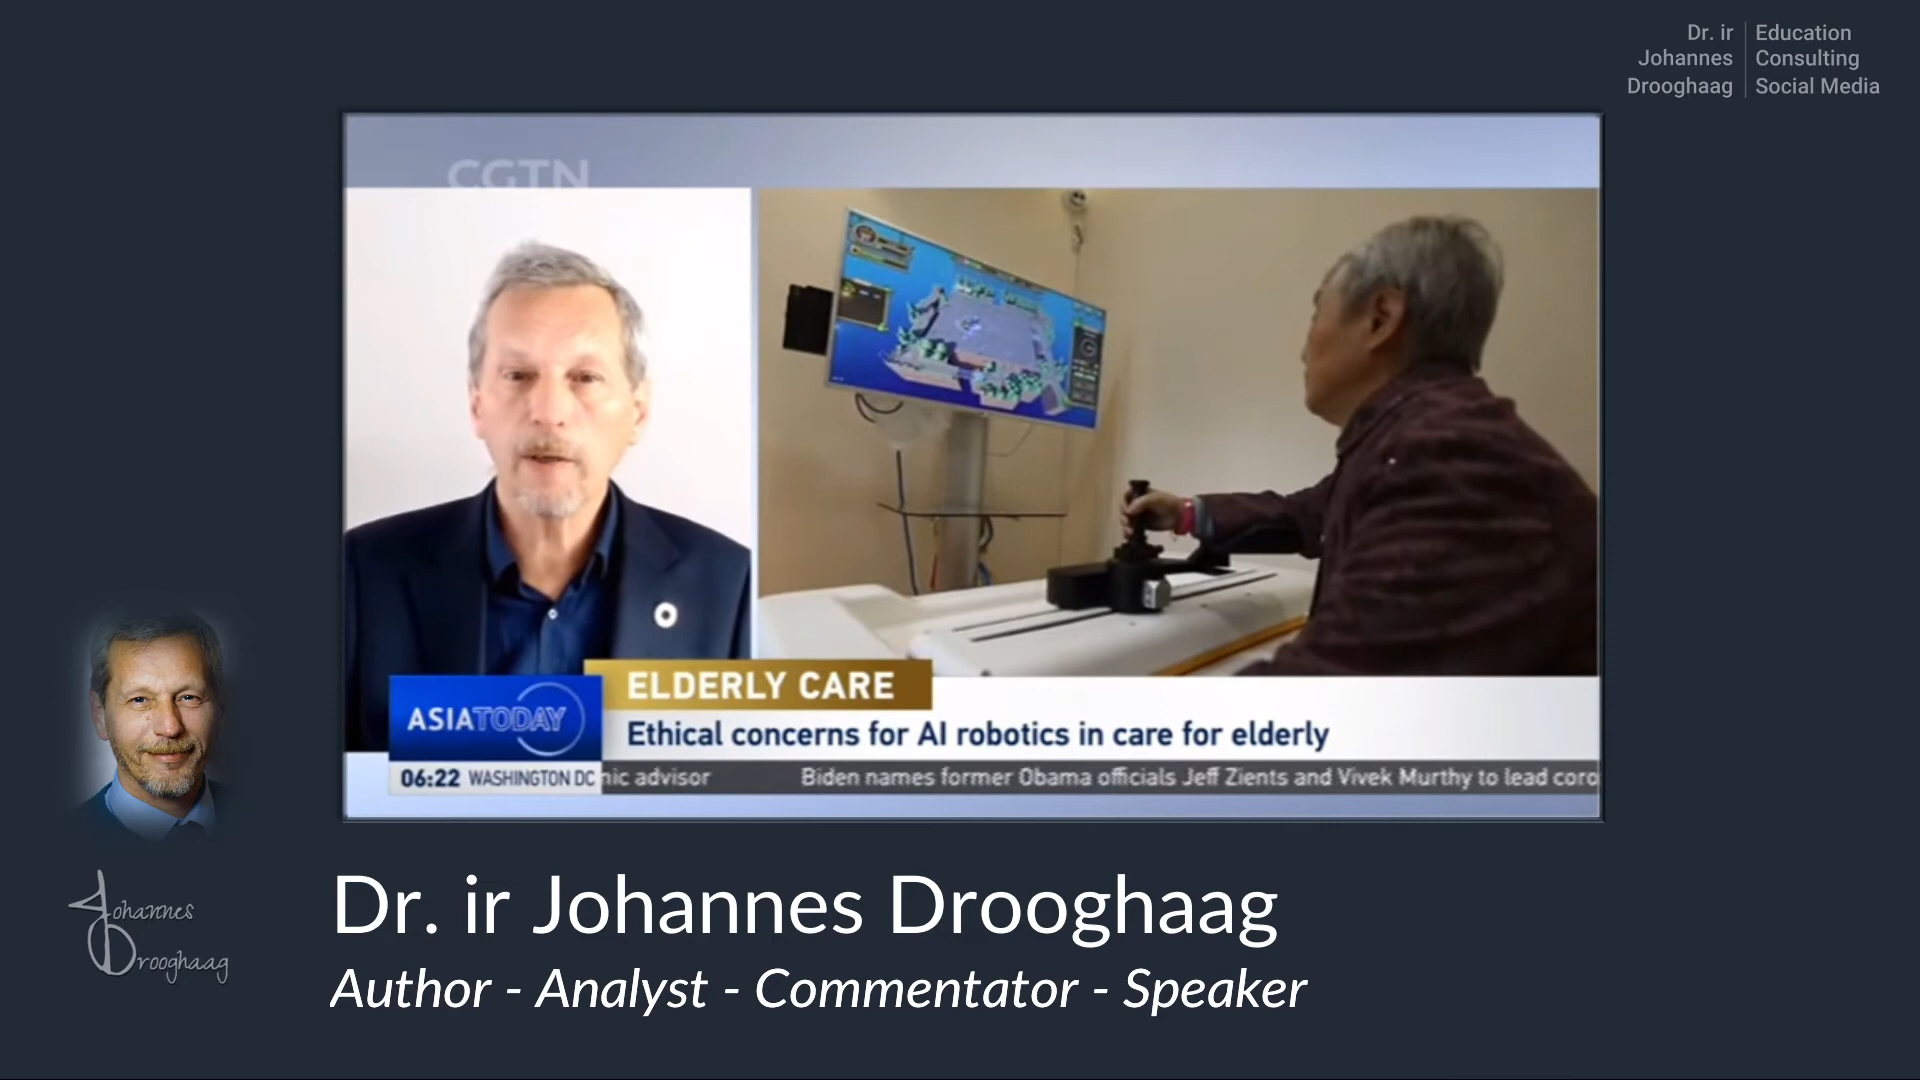 Dr. ir
Johannes
Drooghaag
Education
Consulting
Social Media
CGTN
ELDERLY CARE
ASIATODAY
Ethical concerns for AI robotics in care for elderly
06:22 WASHINGTON DC
nic advisor Biden names former Obama officials Jeff Zients and Vivek Murthy to lead coro
Johannes
Drooghaag
Dr. ir Johannes Drooghaag
Author - Analyst - Commentator - Speaker